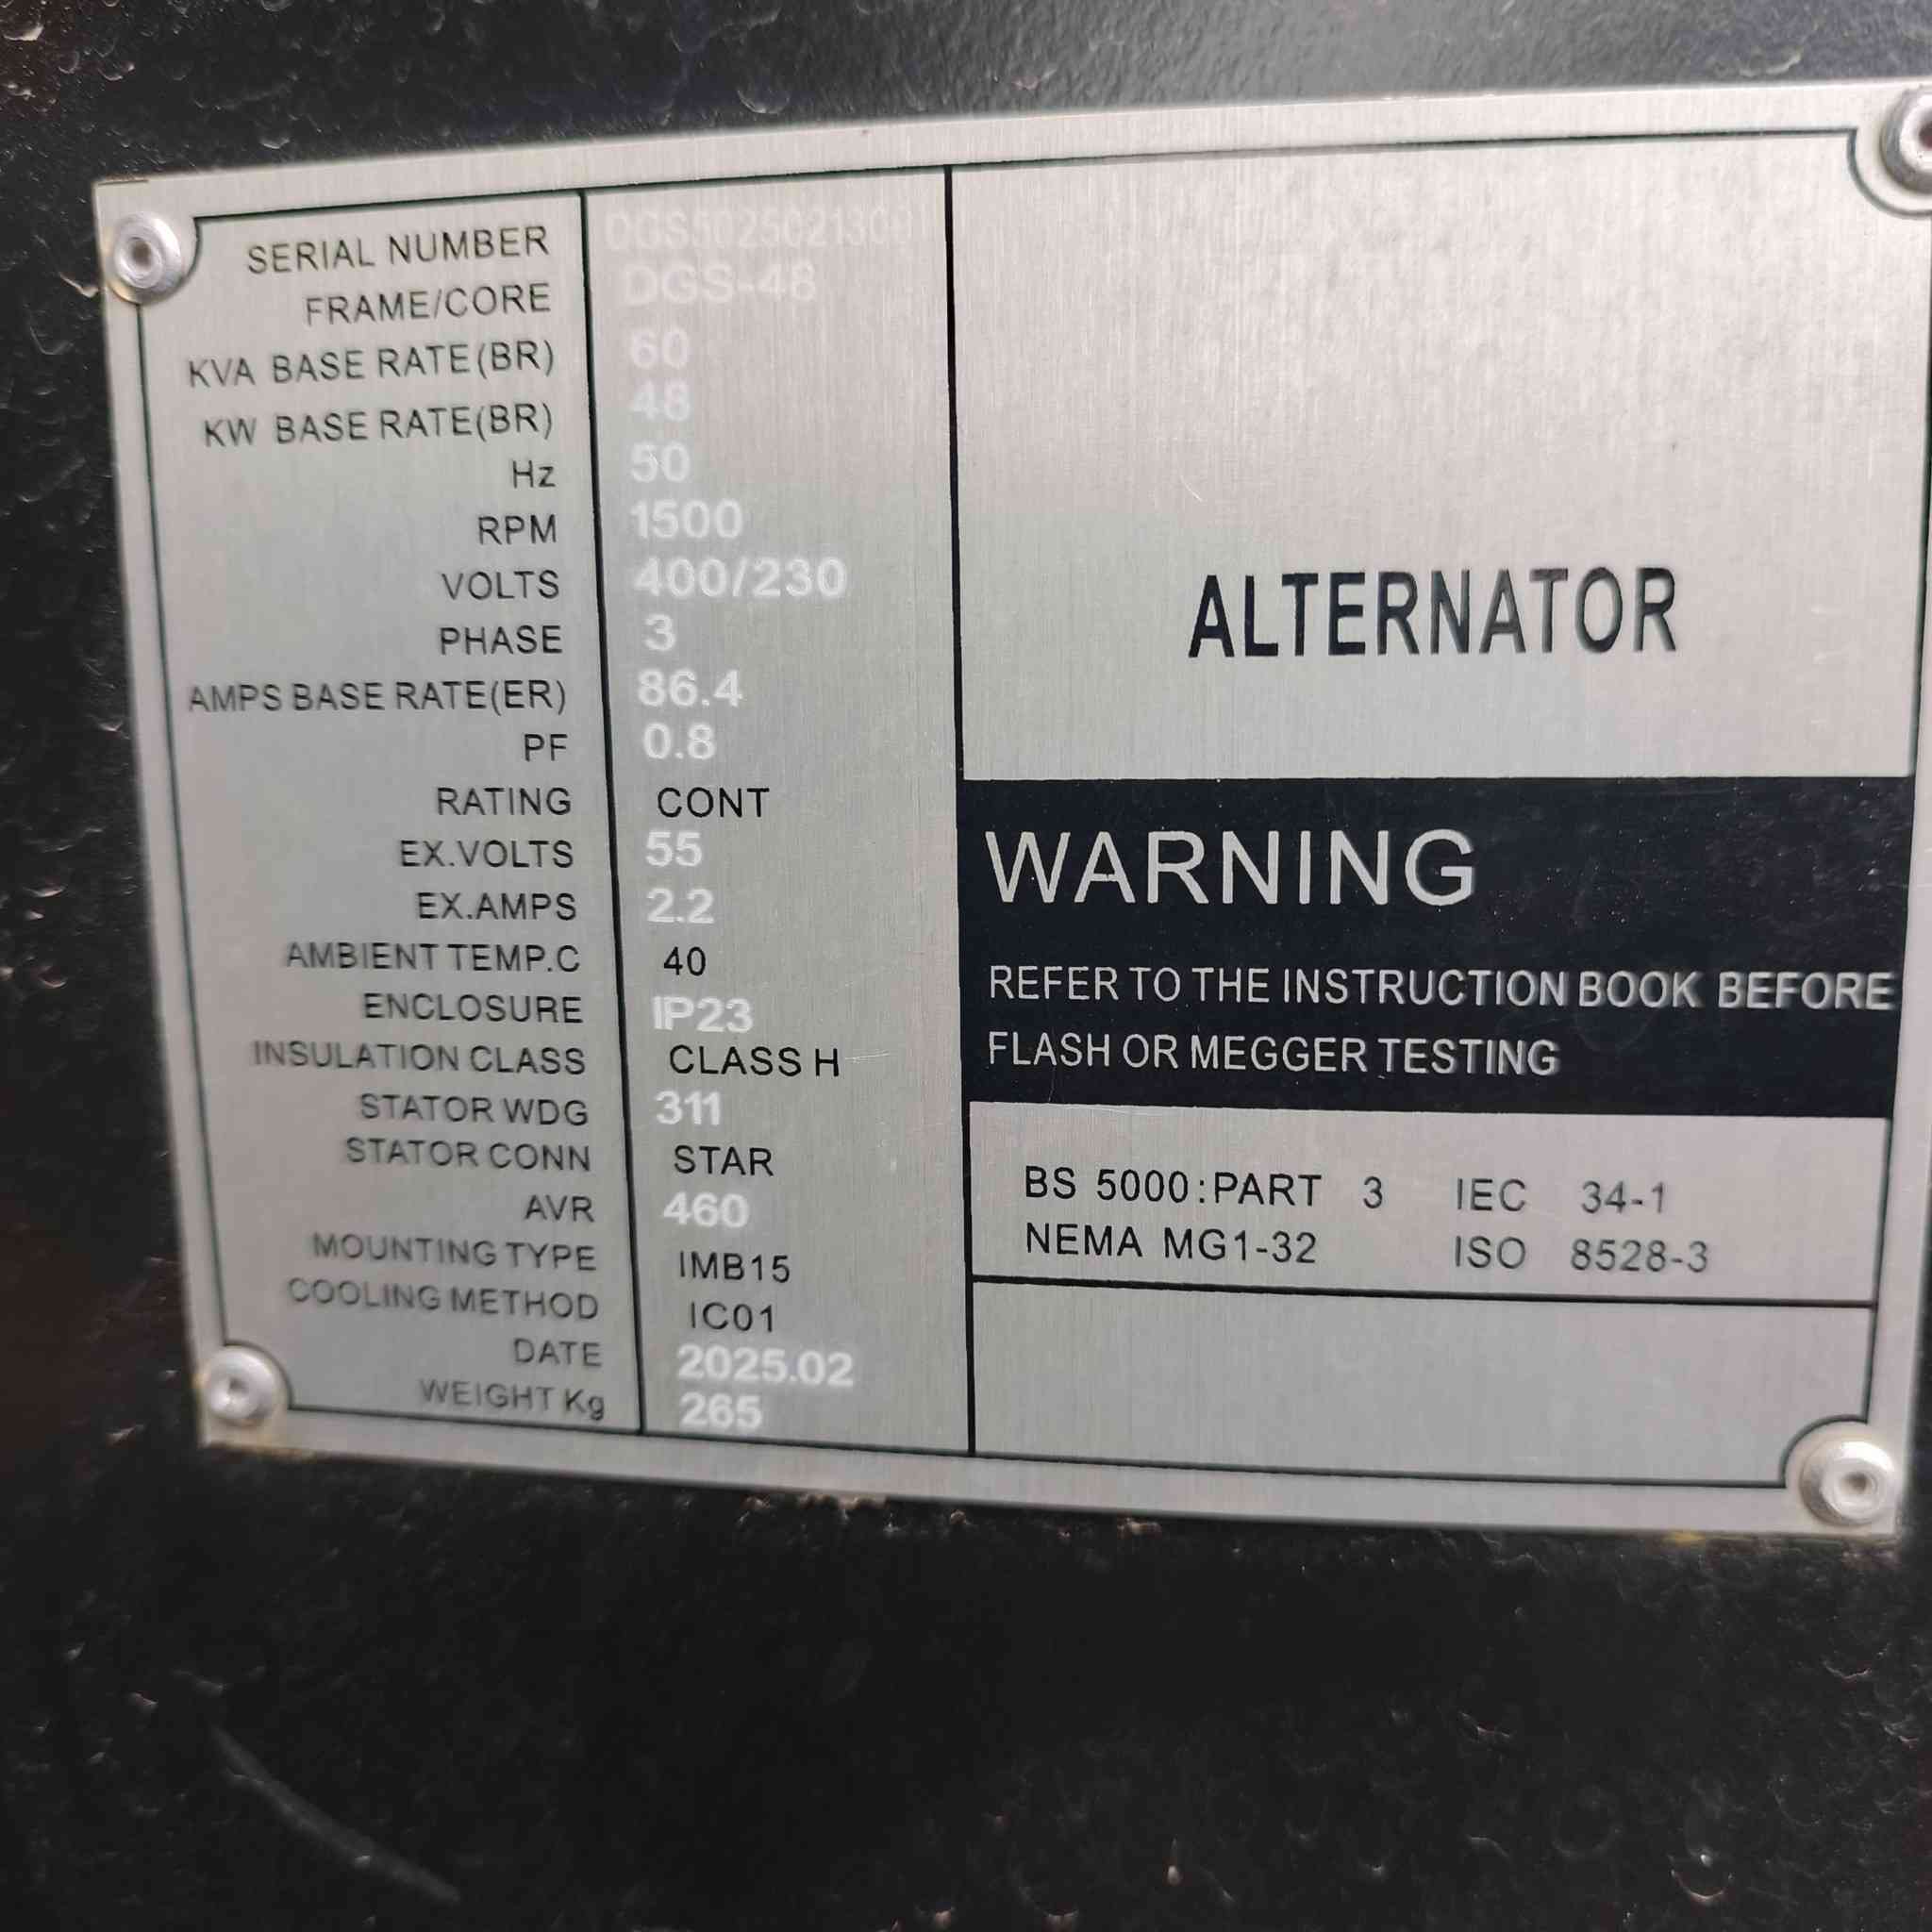 SERIAL NUMBER
FRAME/CORE DGS-48
KVA BASE RATE(BR) 60
KW BASE RATE(BR) 48
Hz 50
RPM 1500
VOLTS 400/230
PHASE 3
AMPS BASE RATE(ER) 86.4
PF 0.8
RATING CONT
EX.VOLTS 55
EX.AMPS 2.2
AMBIENT TEMP.C 40
ENCLOSURE IP23
INSULATION CLASS CLASS H
STATOR WDG 311
STATOR CONN STAR
AVR 460
MOUNTING TYPE IMB15
COOLING METHOD IC01
DATE 2025.02
WEIGHT Kg 265
ALTERNATOR
WARNING
REFER TO THE INSTRUCTION BOOK BEFORE
FLASH OR MEGGER TESTING
BS 5000:PART 3 IEC 34-1
NEMA MG1-32 ISO 8528-3